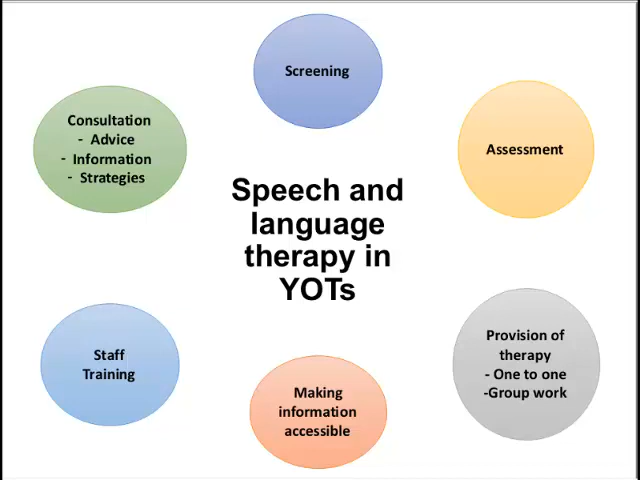 Screening
Consultation
- Advice
- Information
- Strategies
Assessment
Speech and
language
therapy in
YOTs
Staff
Training
Making
information
accessible
Provision of
therapy
- One to one
-Group work